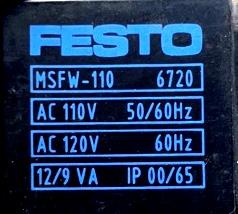 FESTO
MSFW-110 6720
AC 110V 50/60Hz
AC 120V 60Hz
12/9 VA IP 00/65